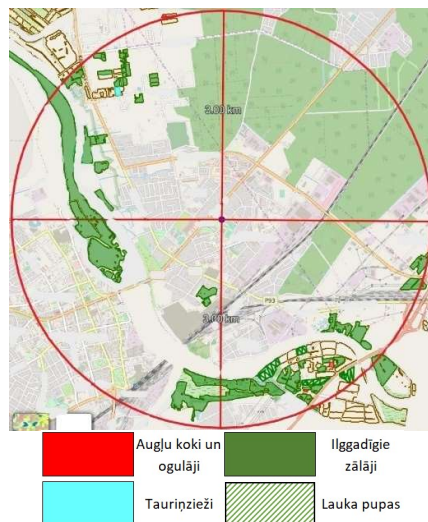 3.00 km
3.00 km
P93
Augļu koki un
ogulāji
Ilggadīgie
zālāji
Tauriņzieži
Lauka pupas